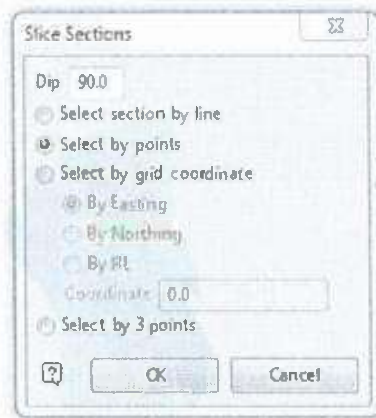 Slice Sections
Dip 90.0
Select section by line
Select by points
Select by grid coordinate
By Easting
By Northing
By RL
Coordinate 0.0
Select by 3 points
? OK Cancel